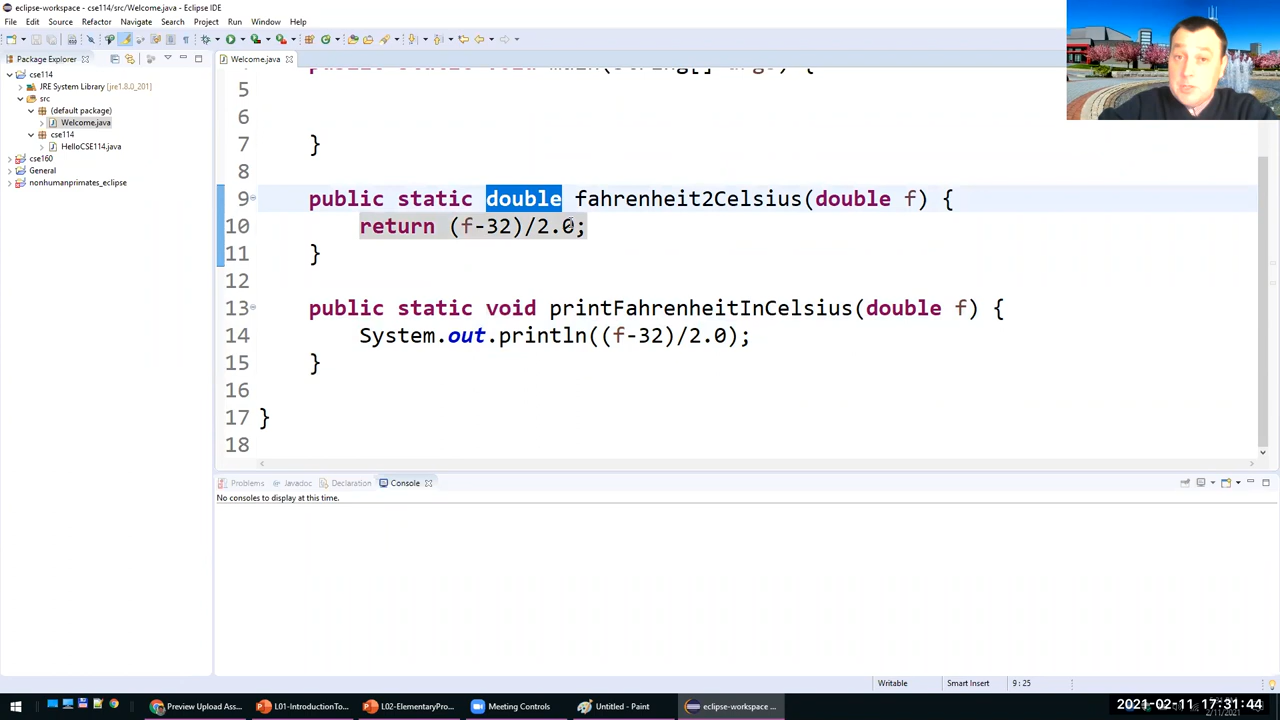 eclipse-workspace - cse114/src/Welcome.java - Eclipse IDE
File Edit Source Refactor Navigate Search Project Run Window Help
Package Explorer
cse114
JRE System Library [jre1.8.0_201]
src
(default package)
Welcome.java
cse114
HelloCSE114.java
cse160
General
nonhumanprimates_eclipse
Welcome.java
5
6
7 }
8
9 public static double fahrenheit2Celsius(double f) {
10 return (f-32)/2.0;
11 }
12
13 public static void printFahrenheitInCelsius(double f) {
14 System.out.println((f-32)/2.0);
15 }
16
17 }
18
Problems Javadoc Declaration Console
No consoles to display at this time.
Writable Smart Insert 9 : 25
Preview Upload Ass... L01-IntroductionTo... L02-ElementaryPro... Meeting Controls Untitled - Paint eclipse-workspace ...
2021-02-11 17:31:44